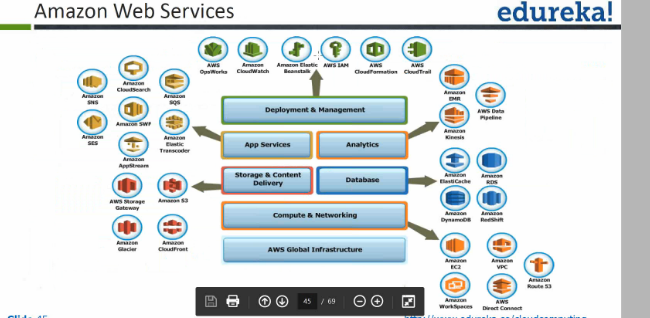 Amazon Web Services
edureka!
AWS
OpsWorks
Amazon
CloudWatch
Amazon Elastic
Beanstalk
AWS IAM
AWS
CloudFormation
AWS
CloudTrail
Amazon
SNS
Amazon
CloudSearch
Amazon
SQS
Amazon
SES
Amazon SWF
Amazon
Elastic
Transcoder
Amazon
AppStream
Deployment & Management
App Services
Analytics
Amazon
EMR
AWS Data
Pipeline
Amazon
Kinesis
Storage & Content
Delivery
Database
AWS Storage
Gateway
Amazon S3
Amazon
Glacier
Amazon
CloudFront
Amazon
ElastiCache
Amazon
RDS
Amazon
DynamoDB
Amazon
RedShift
Compute & Networking
AWS Global Infrastructure
Amazon
EC2
Amazon
VPC
Amazon
Route 53
Amazon
WorkSpaces
AWS
Direct Connect
45 / 69
Slide 45